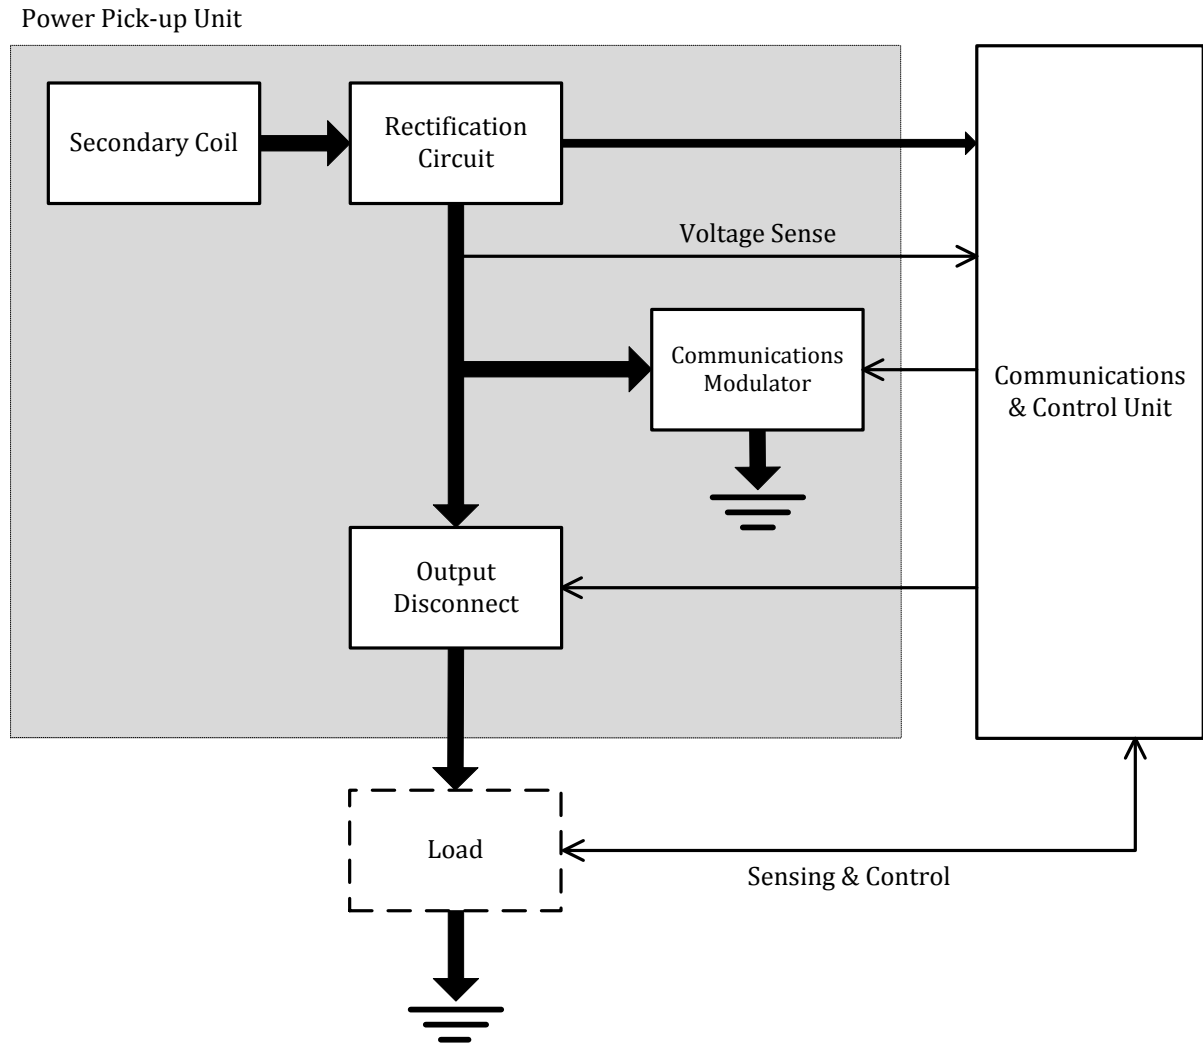 Power Pick-up Unit
Secondary Coil
Rectification
Circuit
Voltage Sense
Communications
Modulator
Communications
& Control Unit
Output
Disconnect
Load
Sensing & Control